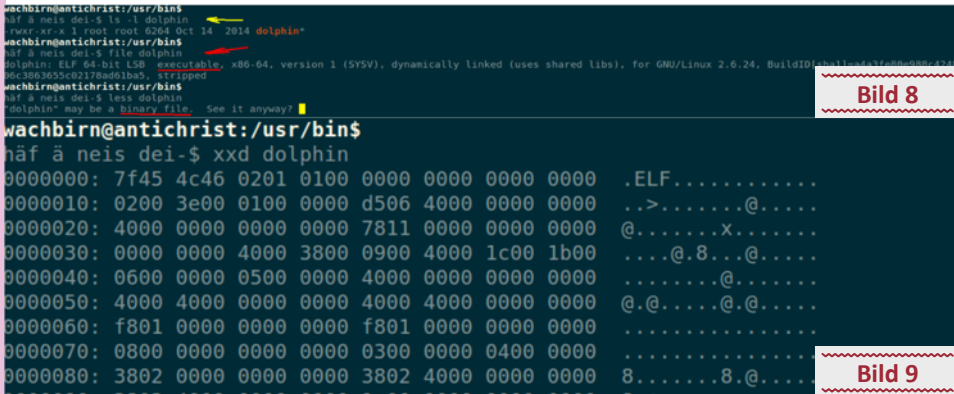 wachbirn@antichrist:/usr/bin$
häf ä neis dei-$ ls -l dolphin
-rwxr-xr-x 1 root root 6264 Oct 14  2014 dolphin*
wachbirn@antichrist:/usr/bin$
häf ä neis dei-$ file dolphin
dolphin: ELF 64-bit LSB  executable, x86-64, version 1 (SYSV), dynamically linked (uses shared libs), for GNU/Linux 2.6.24,
06c3863655c02178ad61ba5, stripped
wachbirn@antichrist:/usr/bin$
häf ä neis dei-$ less dolphin
"dolphin" may be a binary file.  See it anyway?
Bild 8
wachbirn@antichrist:/usr/bin$
häf ä neis dei-$ xxd dolphin
0000000: 7f45 4c46 0201 0100 0000 0000 0000 0000  .ELF............
0000010: 0200 3e00 0100 0000 d506 4000 0000 0000  ..>.......@.....
0000020: 4000 0000 0000 0000 7811 0000 0000 0000  @.......x.......
0000030: 0000 0000 4000 3800 0900 4000 1c00 1b00  ....@.8...@.....
0000040: 0600 0000 0500 0000 4000 0000 0000 0000  ........@.......
0000050: 4000 4000 0000 0000 4000 4000 0000 0000  @.@.....@.@.....
0000060: f801 0000 0000 0000 f801 0000 0000 0000  ................
0000070: 0800 0000 0000 0000 0300 0000 0400 0000  ................
0000080: 3802 0000 0000 0000 3802 4000 0000 0000  8.......8.@.....
Bild 9